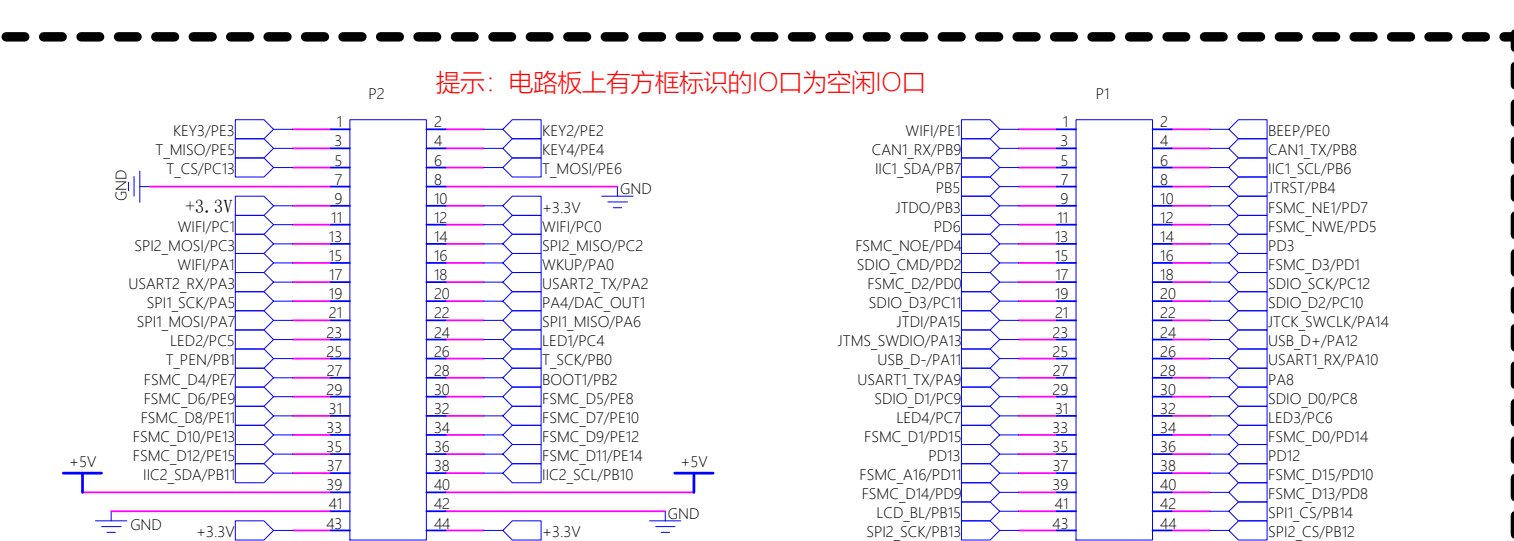 提示：电路板上有方框标识的IO口为空闲IO口
P2
P1
KEY3/PE3 1 2 KEY2/PE2
T_MISO/PE5 3 4 KEY4/PE4
T_CS/PC13 5 6 T_MOSI/PE6
GND 7 8 GND
+3.3V 9 10 +3.3V
WIFI/PC1 11 12 WIFI/PC0
SPI2_MOSI/PC3 13 14 SPI2_MISO/PC2
WIFI/PA1 15 16 WKUP/PA0
USART2_RX/PA3 17 18 USART2_TX/PA2
SPI1_SCK/PA5 19 20 PA4/DAC_OUT1
SPI1_MOSI/PA7 21 22 SPI1_MISO/PA6
LED2/PC5 23 24 LED1/PC4
T_PEN/PB1 25 26 T_SCK/PB0
FSMC_D4/PE7 27 28 BOOT1/PB2
FSMC_D6/PE9 29 30 FSMC_D5/PE8
FSMC_D8/PE11 31 32 FSMC_D7/PE10
FSMC_D10/PE13 33 34 FSMC_D9/PE12
FSMC_D12/PE15 35 36 FSMC_D11/PE14
IIC2_SDA/PB11 37 38 IIC2_SCL/PB10
+5V 39 40 +5V
GND 41 42 GND
+3.3V 43 44 +3.3V
WIFI/PE1 1 2 BEEP/PE0
CAN1_RX/PB9 3 4 CAN1_TX/PB8
IIC1_SDA/PB7 5 6 IIC1_SCL/PB6
PB5 7 8 JTRST/PB4
JTDO/PB3 9 10 FSMC_NE1/PD7
PD6 11 12 FSMC_NWE/PD5
FSMC_NOE/PD4 13 14 PD3
SDIO_CMD/PD2 15 16 FSMC_D3/PD1
FSMC_D2/PD0 17 18 SDIO_SCK/PC12
SDIO_D3/PC11 19 20 SDIO_D2/PC10
JTDI/PA15 21 22 JTCK_SWCLK/PA14
JTMS_SWDIO/PA13 23 24 USB_D+/PA12
USB_D-/PA11 25 26 USART1_RX/PA10
USART1_TX/PA9 27 28 PA8
SDIO_D1/PC9 29 30 SDIO_D0/PC8
LED4/PC7 31 32 LED3/PC6
FSMC_D1/PD15 33 34 FSMC_D0/PD14
PD13 35 36 PD12
FSMC_A16/PD11 37 38 FSMC_D15/PD10
FSMC_D14/PD9 39 40 FSMC_D13/PD8
LCD_BL/PB15 41 42 SPI1_CS/PB14
SPI2_SCK/PB13 43 44 SPI2_CS/PB12